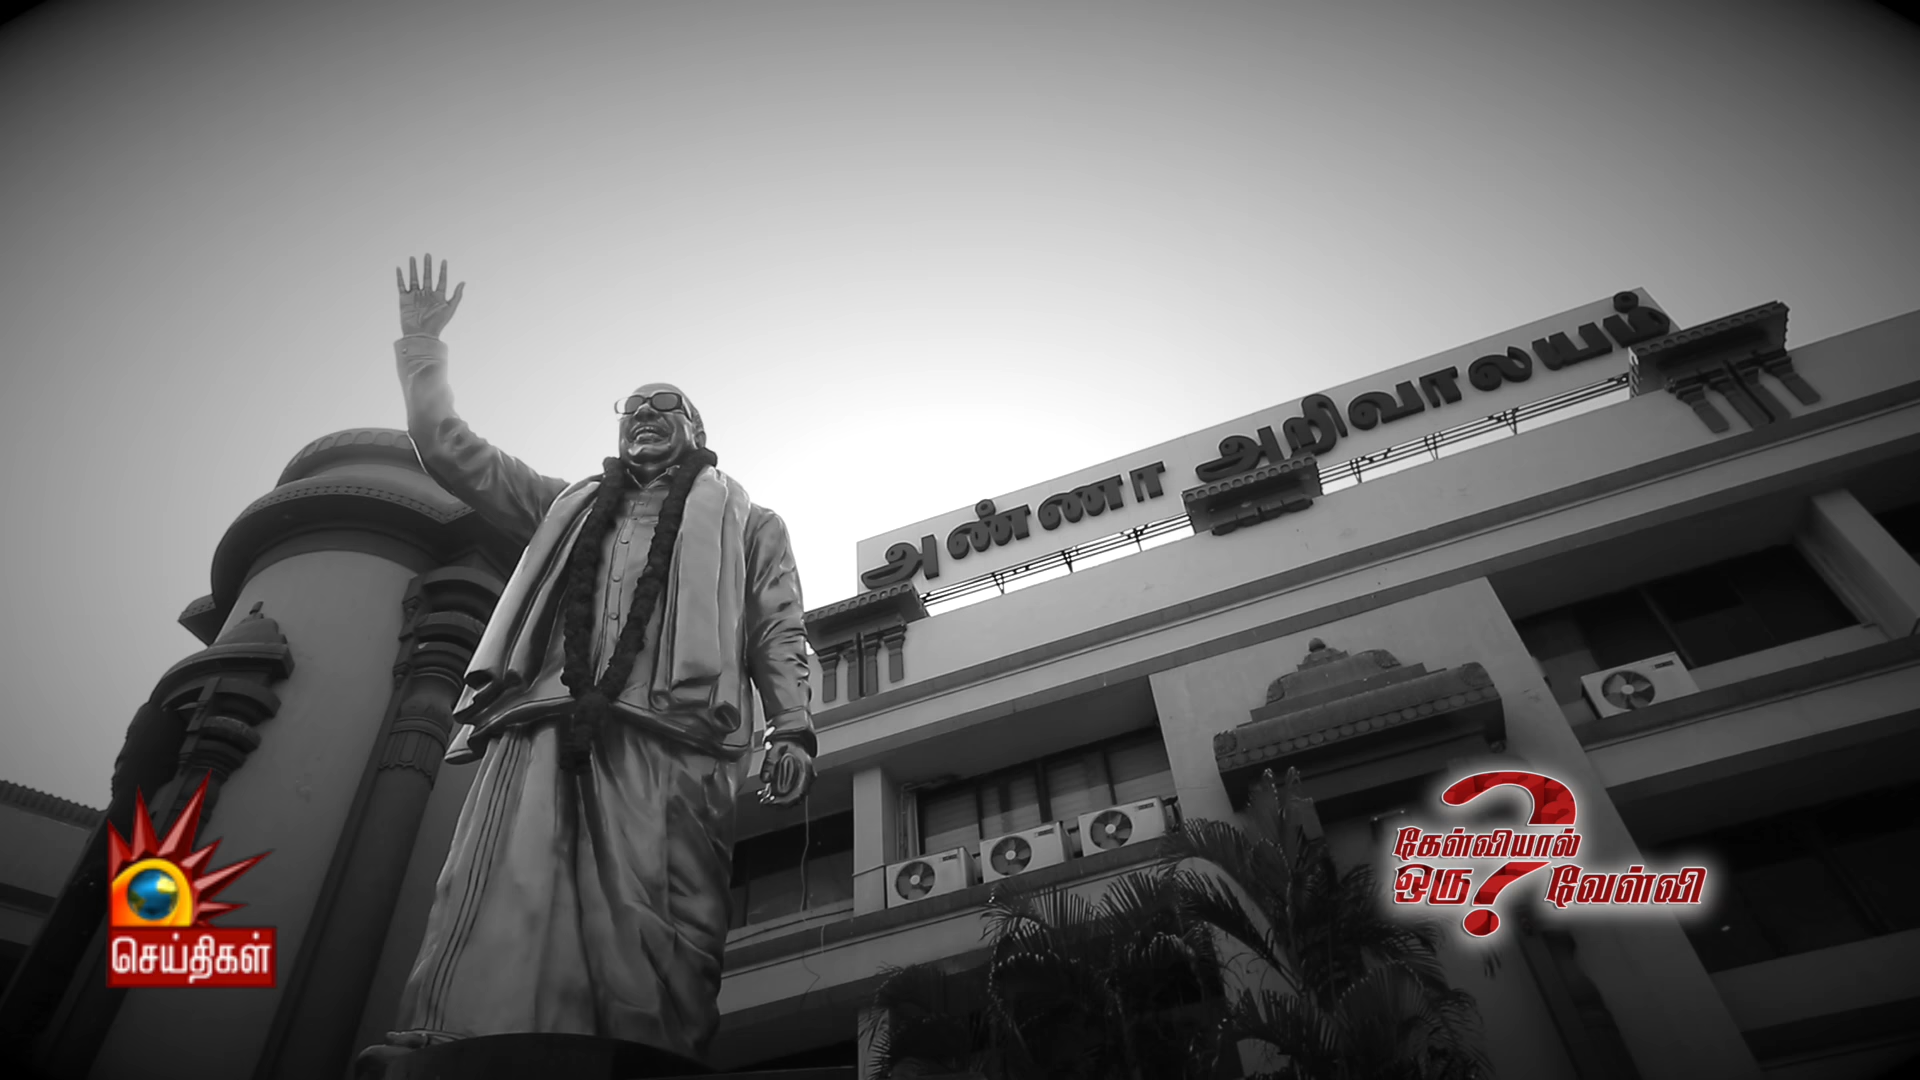 அண்ணா அறிவாலயம்
செய்திகள்
கேள்வியால்
ஒரு வேள்வி